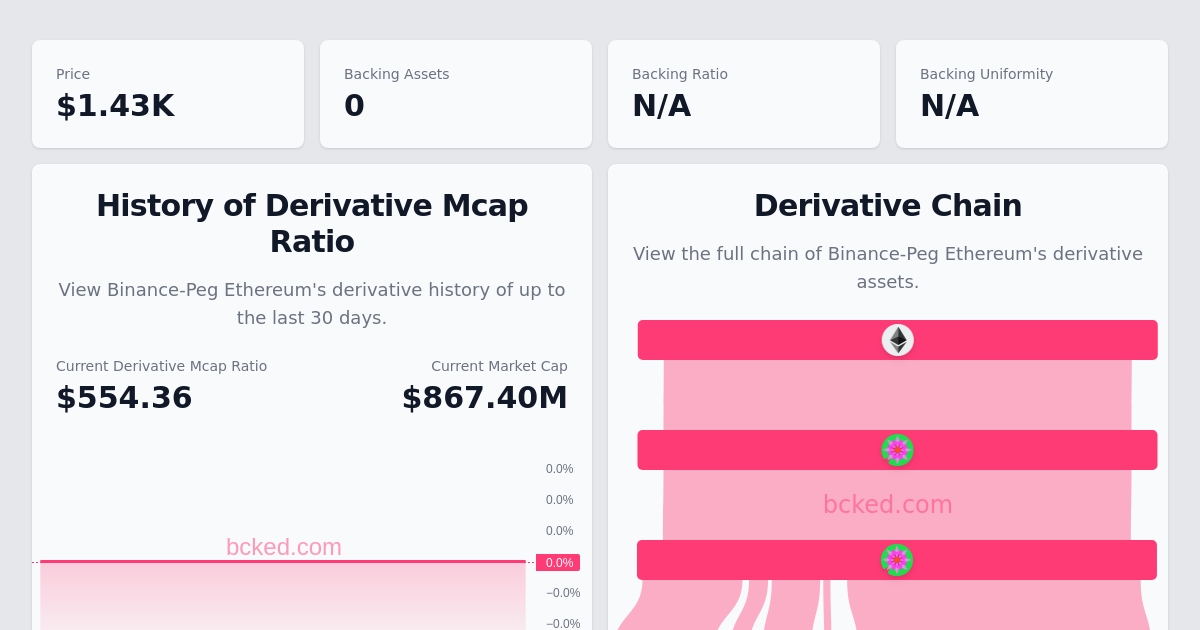 Price
$1.43K
Backing Assets
0
Backing Ratio
N/A
Backing Uniformity
N/A
History of Derivative Mcap
Ratio
View Binance-Peg Ethereum's derivative history of up to
the last 30 days.
Current Derivative Mcap Ratio
$554.36
Current Market Cap
$867.40M
0.0%
0.0%
0.0%
0.0%
−0.0%
−0.0%
bcked.com
Derivative Chain
View the full chain of Binance-Peg Ethereum's derivative
assets.
bcked.com